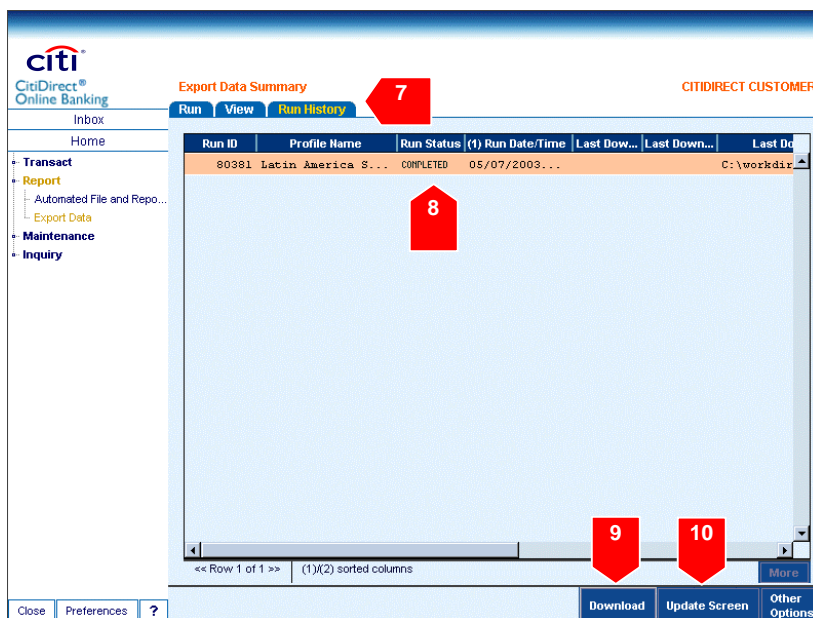 citi
CitiDirect®
Online Banking
Inbox
Home
Transact
Report
Automated File and Repo...
Export Data
Maintenance
Inquiry
Export Data Summary
CITIDIRECT CUSTOMER
Run View Run History
7
Run ID Profile Name Run Status (1) Run Date/Time Last Dow... Last Down... Last Do
80381 Latin America S... COMPLETED 05/07/2003... C:\workdir
8
9
10
<< Row 1 of 1 >> (1)/(2) sorted columns
More
Close Preferences ?
Download Update Screen Other Options